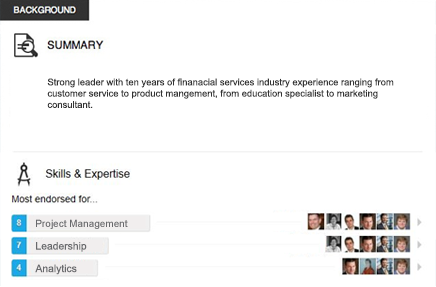 BACKGROUND
SUMMARY
Strong leader with ten years of finanacial services industry experience ranging from
customer service to product mangement, from education specialist to marketing
consultant.
Skills & Expertise
Most endorsed for...
8 Project Management
7 Leadership
4 Analytics